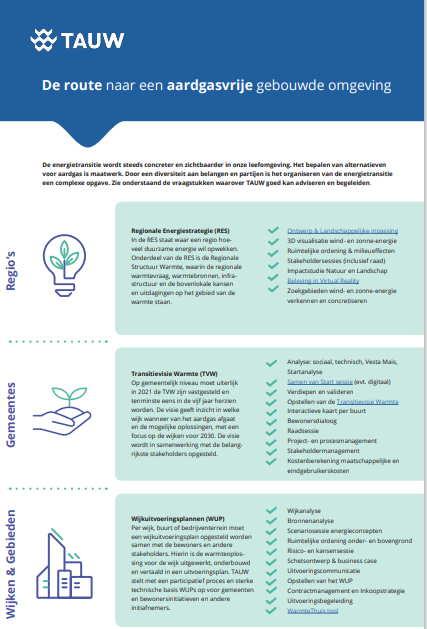 TAUW
De route naar een aardgasvrije gebouwde omgeving
De energietransitie wordt steeds concreter en zichtbaarder in onze leefomgeving. Het bepalen van alternatieven
voor aardgas is maatwerk. Door een diversiteit aan belangen en partijen is het organiseren van de energietransitie
een complexe opgave. Zie onderstaand de vraagstukken waarover TAUW goed kan adviseren en begeleiden.
Regio's
Regionale Energiestrategie (RES)
In de RES staat waar een regio hoe-
veel duurzame energie wil opwekken.
Onderdeel van de RES is de Regionale
Structuur Warmte, waarin de regionale
warmtevraag, warmtebronnen, infra-
structuur en de bovenlokale kansen
en uitdagingen op het gebied van de
warmte staan.
Ontwerp & Landschappelijke inpassing
3D visualisatie wind- en zonne-energie
Ruimtelijke ordening & milieueffecten
Stakeholdersessies (inclusief raad)
Impactstudie Natuur en Landschap
Beleving in Virtual Reality
Zoekgebieden wind- en zonne-energie
verkennen en concretiseren
Gemeentes
Transitievisie Warmte (TVW)
Op gemeentelijk niveau moet uiterlijk
in 2021 de TVW zijn vastgesteld en
tenminste eens in de vijf jaar herzien
worden. De visie geeft inzicht in welke
wijk wanneer van het aardgas afgaat
en de mogelijke oplossingen, met een
focus op de wijken voor 2030. De visie
wordt in samenwerking met de belang-
rijkste stakeholders opgesteld.
Analyse: sociaal, technisch, Vesta Mais,
Startanalyse
Samen van Start sessie (evt. digitaal)
Verdiepen en valideren
Opstellen van de Transitievisie Warmte
Interactieve kaart per buurt
Bewonersdialoog
Raadsessie
Project- en procesmanagement
Stakeholdermanagement
Kostenberekening maatschappelijke en
eindgebruikerskosten
Wijken & Gebieden
Wijkuitvoeringsplannen (WUP)
Per wijk, buurt of bedrijventerrein moet
een wijkuitvoeringsplan opgesteld worden
samen met de bewoners en andere
stakeholders. Hierin is de warmteoplos-
sing voor de wijk uitgewerkt, onderbouwd
en vertaald in een uitvoeringsplan. TAUW
stelt met een participatief proces en sterke
technische basis WUPs op voor gemeenten
en bewonersinitiatieven en andere
initiafnemers.
Wijkanalyse
Bronnenanalyse
Scenariosessie energieconcepten
Ruimtelijke ordening onder- en bovengrond
Risico- en kansensessie
Schetsontwerp & business case
Uitvoeringscommunicatie
Opstellen van het WUP
Contractmanagement en Inkoopstrategie
Uitvoeringsbegeleiding
WarmteThuis tool